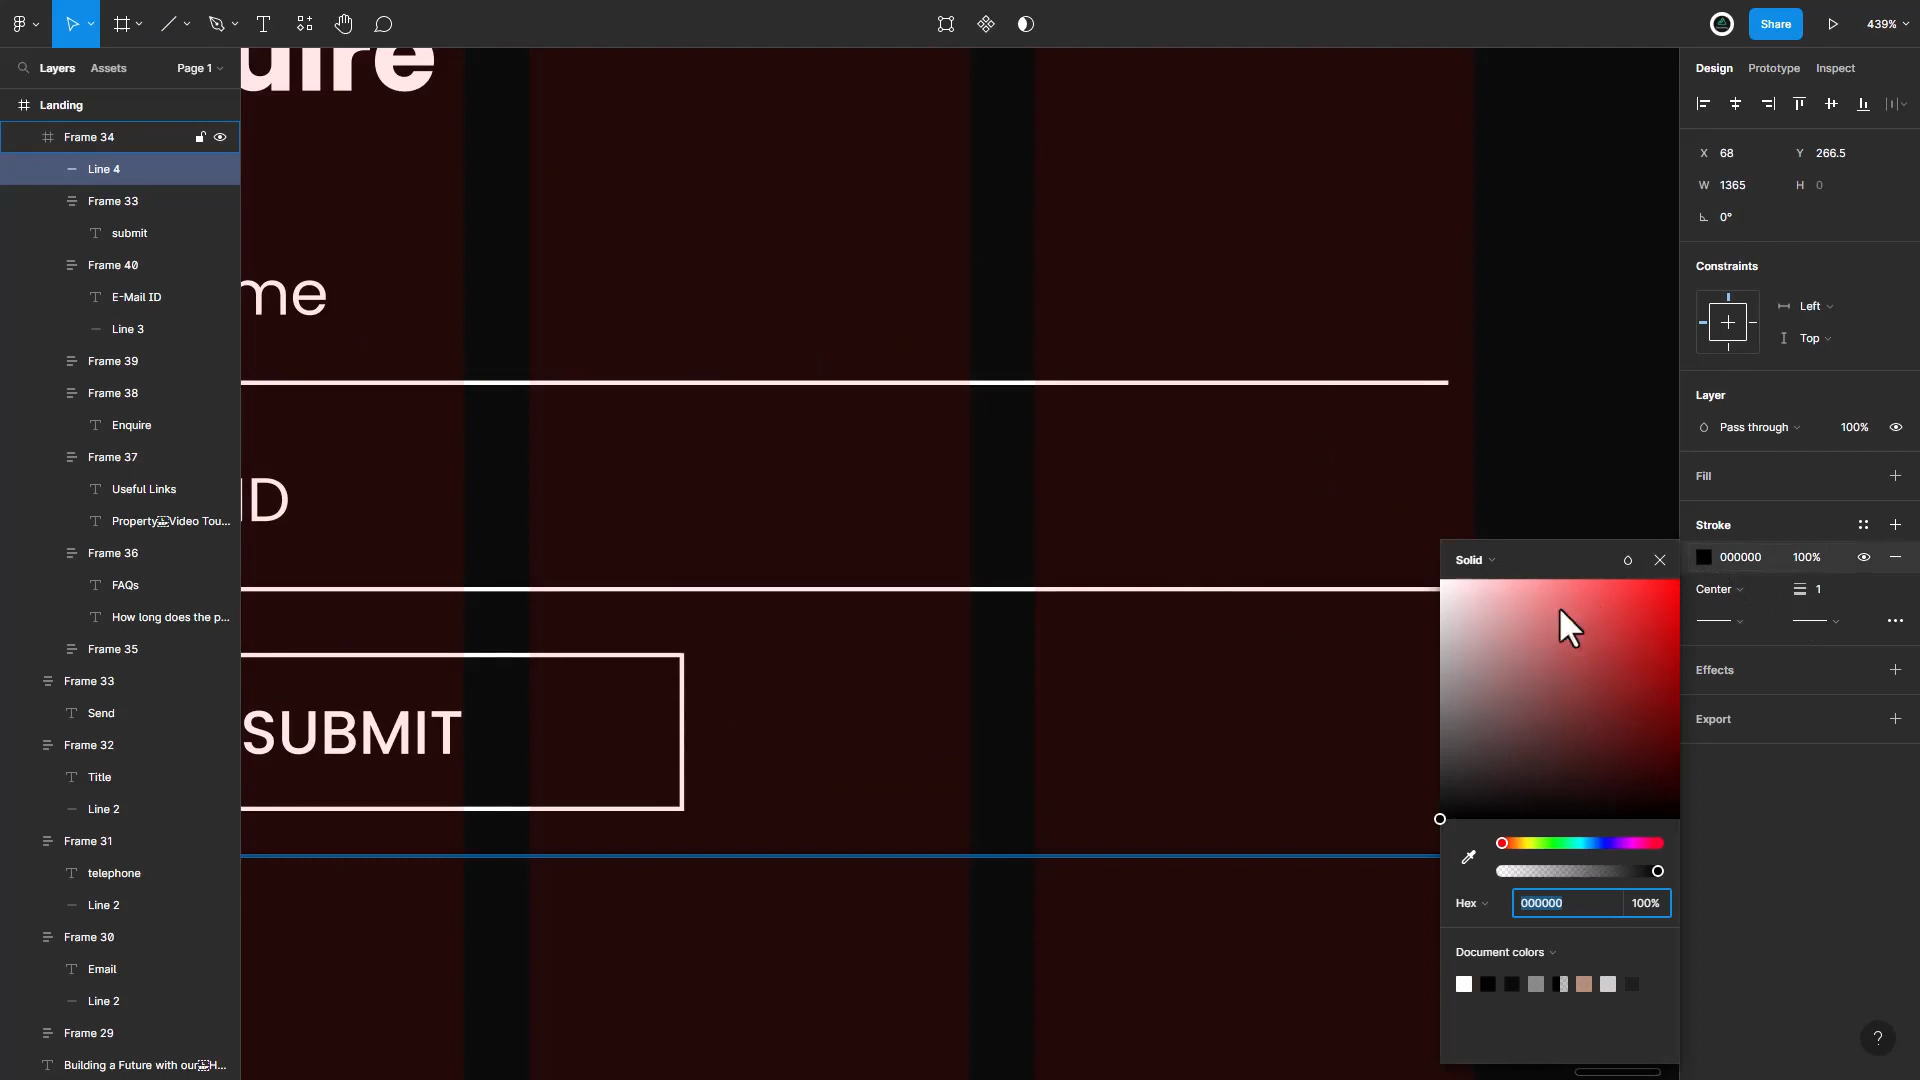 Share
439%
Layers
Assets
Page 1
Design
Prototype
Inspect
Landing
Frame 34
Line 4
Frame 33
submit
Frame 40
E-Mail ID
Line 3
Frame 39
Frame 38
Enquire
Frame 37
Useful Links
Property Video Tou...
Frame 36
FAQs
How long does the p...
Frame 35
Frame 33
Send
Frame 32
Title
Line 2
Frame 31
telephone
Line 2
Frame 30
Email
Line 2
Frame 29
Building a Future with our H...
uire
me
ID
SUBMIT
X 68
Y 266.5
W 1365
H 0
0°
Constraints
Left
Top
Layer
Pass through
100%
Fill
Stroke
000000
100%
Center
1
Effects
Export
Solid
Hex
000000
100%
Document colors
?